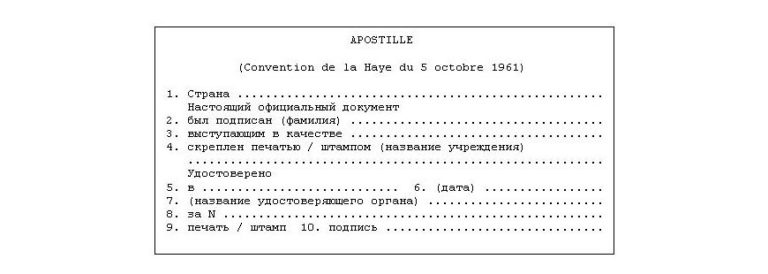 APOSTILLE
(Convention de la Haye du 5 octobre 1961)
1. Страна ....................................................
Настоящий официальный документ
2. был подписан (фамилия) ....................................
3. выступающим в качестве ....................................
4. скреплен печатью / штампом (название учреждения)
...........................................................
Удостоверено
5. в ............................ 6. (дата) .................
7. (название удостоверяющего органа) .........................
8. за N ......................................................
9. печать / штамп 10. подпись ...............................